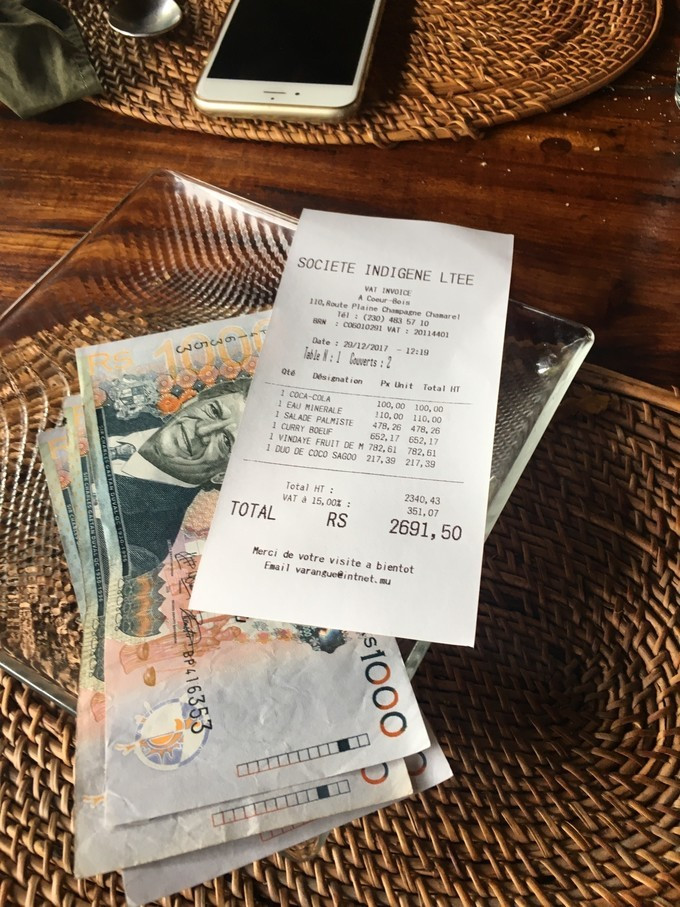 SOCIETE INDIGENE LTEE
VAT INVOICE
A Coeur-Bois
110,Route Plaine Champagne Chamarel
Tél : (230) 483 57 10
BRN : C06010291 VAT : 20114401
Date : 29/12/2017 - 12:19
Table N : 1 Couverts : 2
Qté Désignation Px Unit Total HT
1 COCA-COLA 100,00 100,00
1 EAU MINERALE 110,00 110,00
1 SALADE PALMISTE 478,26 478,26
1 CURRY BOEUF 652,17 652,17
1 VINDAYE FRUIT DE M 782,61 782,61
1 DUO DE COCO SAGOO 217,39 217,39
Total HT : 2340,43
VAT à 15,00% : 351,07
TOTAL RS 2691,50
Merci de votre visite a bientot
Email varangue@intnet.mu
Rs 1000
BP416353
Rs1000